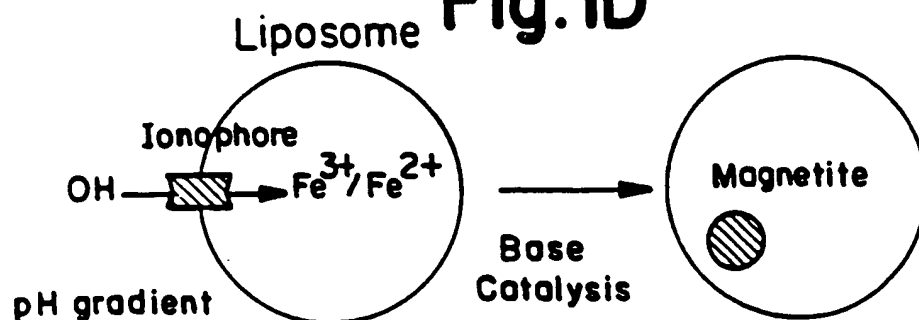 Fig. 1D
Liposome
Ionophore
OH
Fe3+/Fe2+
Magnetite
Base
Catalysis
pH gradient